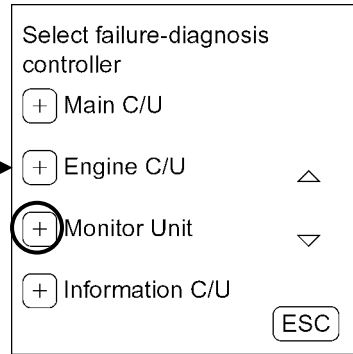 Select failure-diagnosis
controller
+ Main C/U
+ Engine C/U
+ Monitor Unit
+ Information C/U
ESC